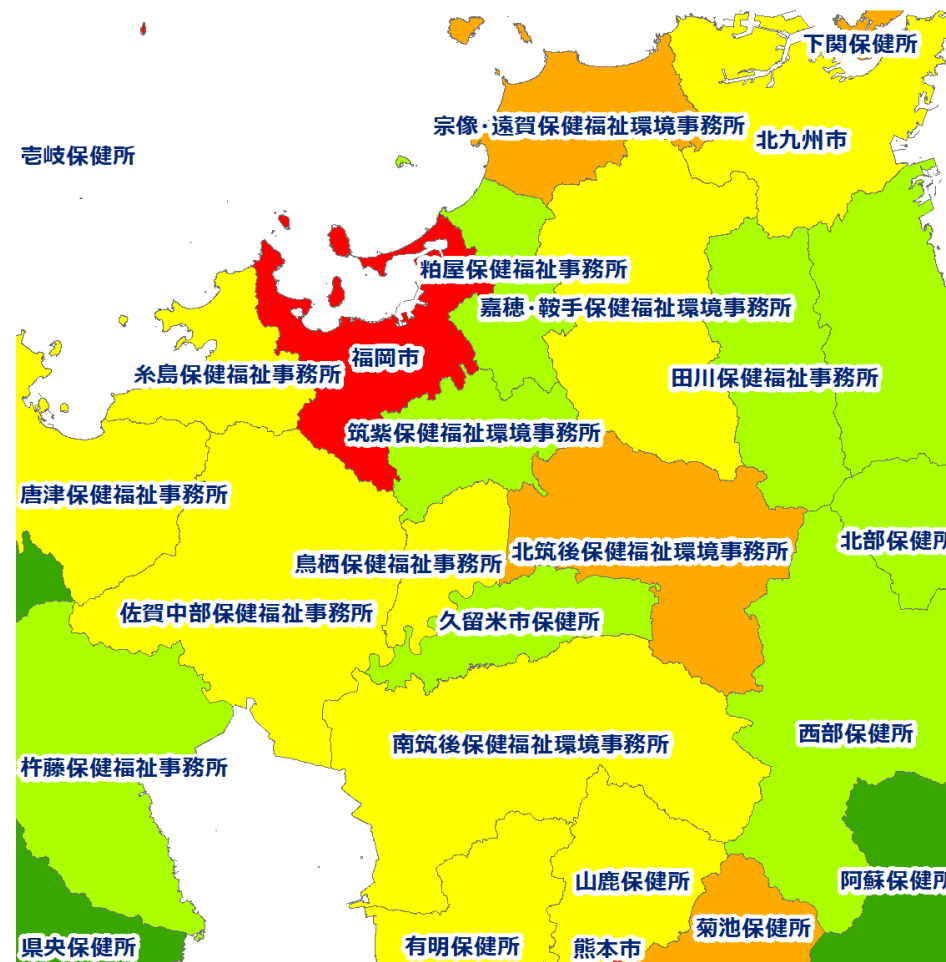 下関保健所
宗像･遠賀保健福祉環境事務所
北九州市
壱岐保健所
粕屋保健福祉事務所
嘉穂･鞍手保健福祉環境事務所
福岡市
糸島保健福祉事務所
田川保健福祉事務所
筑紫保健福祉環境事務所
唐津保健福祉事務所
北部保健所
鳥栖保健福祉事務所
北筑後保健福祉環境事務所
佐賀中部保健福祉事務所
久留米市保健所
西部保健所
南筑後保健福祉環境事務所
杵藤保健福祉事務所
山鹿保健所
阿蘇保健所
菊池保健所
県央保健所
有明保健所
熊本市